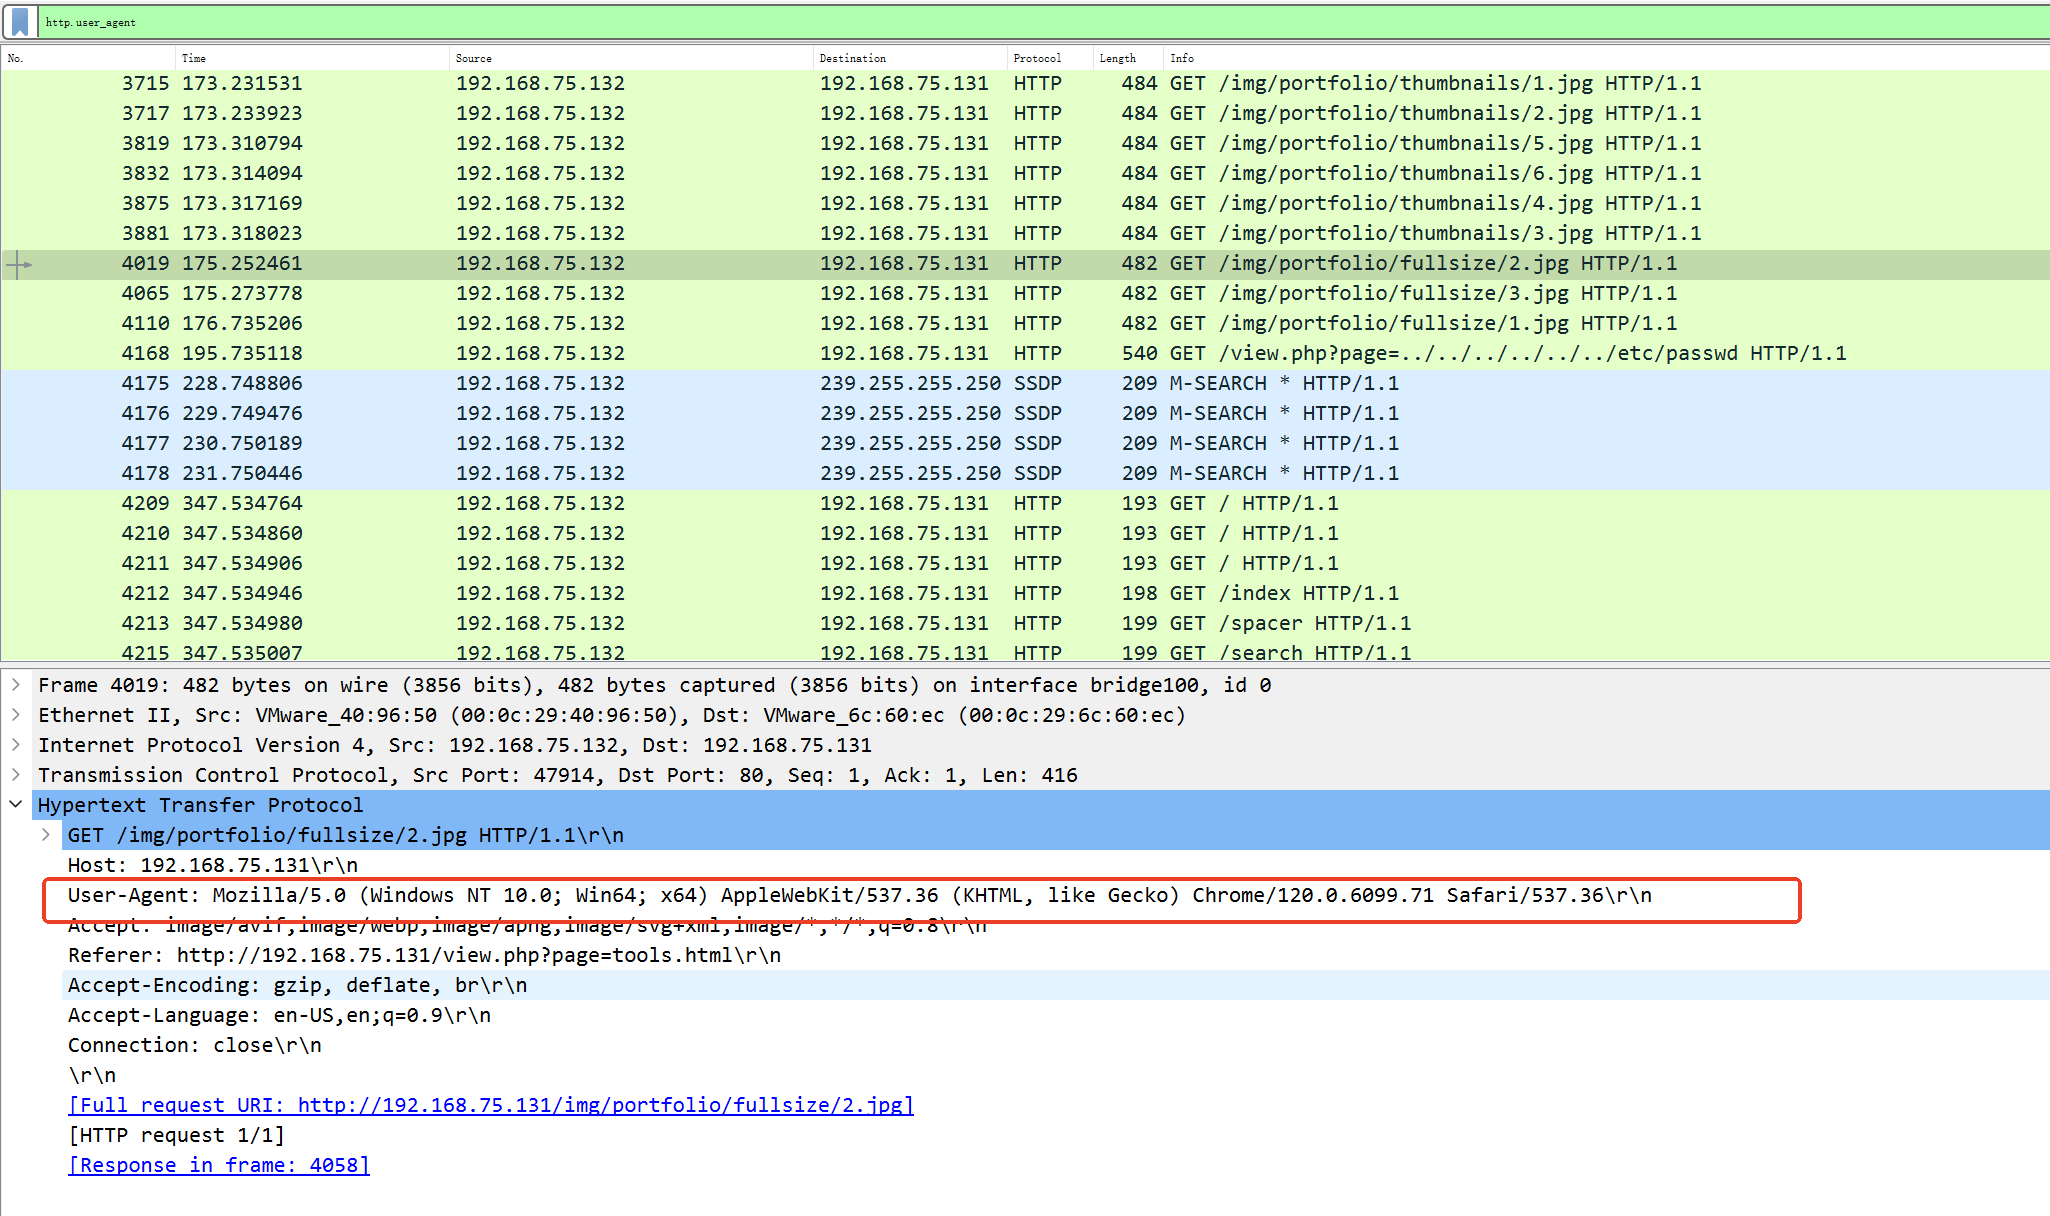 http.user_agent
No. Time Source Destination Protocol Length Info
3715 173.231531 192.168.75.132 192.168.75.131 HTTP 484 GET /img/portfolio/thumbnails/1.jpg HTTP/1.1
3717 173.233923 192.168.75.132 192.168.75.131 HTTP 484 GET /img/portfolio/thumbnails/2.jpg HTTP/1.1
3819 173.310794 192.168.75.132 192.168.75.131 HTTP 484 GET /img/portfolio/thumbnails/5.jpg HTTP/1.1
3832 173.314094 192.168.75.132 192.168.75.131 HTTP 484 GET /img/portfolio/thumbnails/6.jpg HTTP/1.1
3875 173.317169 192.168.75.132 192.168.75.131 HTTP 484 GET /img/portfolio/thumbnails/4.jpg HTTP/1.1
3881 173.318023 192.168.75.132 192.168.75.131 HTTP 484 GET /img/portfolio/thumbnails/3.jpg HTTP/1.1
4019 175.252461 192.168.75.132 192.168.75.131 HTTP 482 GET /img/portfolio/fullsize/2.jpg HTTP/1.1
4065 175.273778 192.168.75.132 192.168.75.131 HTTP 482 GET /img/portfolio/fullsize/3.jpg HTTP/1.1
4110 176.735206 192.168.75.132 192.168.75.131 HTTP 482 GET /img/portfolio/fullsize/1.jpg HTTP/1.1
4168 195.735118 192.168.75.132 192.168.75.131 HTTP 540 GET /view.php?page=../../../../../../etc/passwd HTTP/1.1
4175 228.748806 192.168.75.132 239.255.255.250 SSDP 209 M-SEARCH * HTTP/1.1
4176 229.749476 192.168.75.132 239.255.255.250 SSDP 209 M-SEARCH * HTTP/1.1
4177 230.750189 192.168.75.132 239.255.255.250 SSDP 209 M-SEARCH * HTTP/1.1
4178 231.750446 192.168.75.132 239.255.255.250 SSDP 209 M-SEARCH * HTTP/1.1
4209 347.534764 192.168.75.132 192.168.75.131 HTTP 193 GET / HTTP/1.1
4210 347.534860 192.168.75.132 192.168.75.131 HTTP 193 GET / HTTP/1.1
4211 347.534906 192.168.75.132 192.168.75.131 HTTP 193 GET / HTTP/1.1
4212 347.534946 192.168.75.132 192.168.75.131 HTTP 198 GET /index HTTP/1.1
4213 347.534980 192.168.75.132 192.168.75.131 HTTP 199 GET /spacer HTTP/1.1
4215 347.535007 192.168.75.132 192.168.75.131 HTTP 199 GET /search HTTP/1.1
Frame 4019: 482 bytes on wire (3856 bits), 482 bytes captured (3856 bits) on interface bridge100, id 0
Ethernet II, Src: VMware_40:96:50 (00:0c:29:40:96:50), Dst: VMware_6c:60:ec (00:0c:29:6c:60:ec)
Internet Protocol Version 4, Src: 192.168.75.132, Dst: 192.168.75.131
Transmission Control Protocol, Src Port: 47914, Dst Port: 80, Seq: 1, Ack: 1, Len: 416
Hypertext Transfer Protocol
GET /img/portfolio/fullsize/2.jpg HTTP/1.1\r\n
Host: 192.168.75.131\r\n
User-Agent: Mozilla/5.0 (Windows NT 10.0; Win64; x64) AppleWebKit/537.36 (KHTML, like Gecko) Chrome/120.0.6099.71 Safari/537.36\r\n
Accept: image/avif,image/webp,image/apng,image/svg+xml,image/*,*/*,q=0.8\r\n
Referer: http://192.168.75.131/view.php?page=tools.html\r\n
Accept-Encoding: gzip, deflate, br\r\n
Accept-Language: en-US,en;q=0.9\r\n
Connection: close\r\n
\r\n
[Full request URI: http://192.168.75.131/img/portfolio/fullsize/2.jpg]
[HTTP request 1/1]
[Response in frame: 4058]